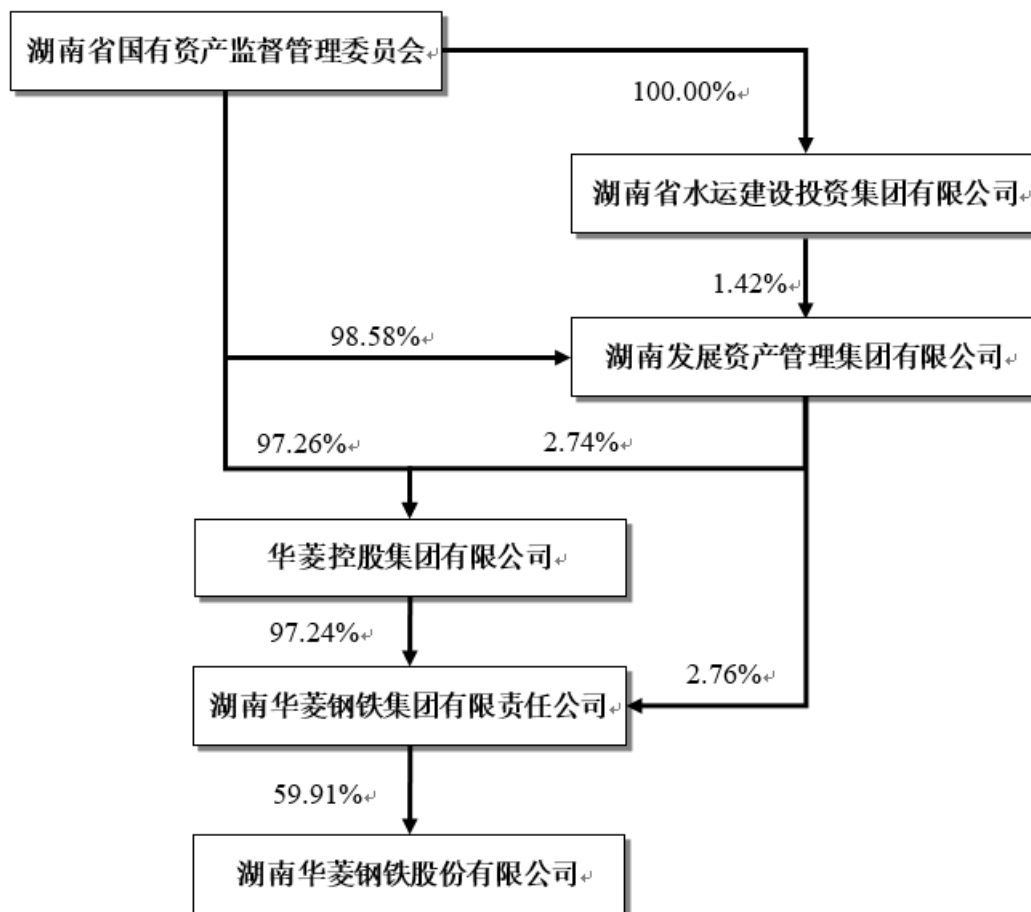 湖南省国有资产监督管理委员会
100.00%
湖南省水运建设投资集团有限公司
1.42%
98.58%
湖南发展资产管理集团有限公司
97.26%
2.74%
华菱控股集团有限公司
97.24%
2.76%
湖南华菱钢铁集团有限责任公司
59.91%
湖南华菱钢铁股份有限公司